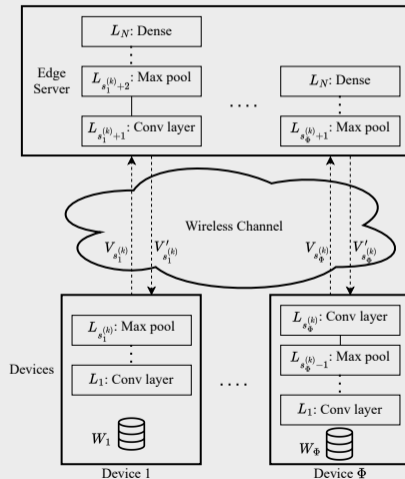 L_N: Dense
Edge Server
L_{s_1^{(k)}+2}: Max pool
L_N: Dense
L_{s_1^{(k)}+1}: Conv layer
....
L_{s_Φ^{(k)}+1}: Max pool
Wireless Channel
V_{s_1^{(k)}}
V'_{s_1^{(k)}}
V_{s_Φ^{(k)}}
V'_{s_Φ^{(k)}}
Devices
L_{s_1^{(k)}}: Max pool
L_1: Conv layer
W_1
Device 1
....
L_{s_Φ^{(k)}}: Conv layer
L_{s_Φ^{(k)}-1}: Max pool
L_1: Conv layer
W_Φ
Device Φ